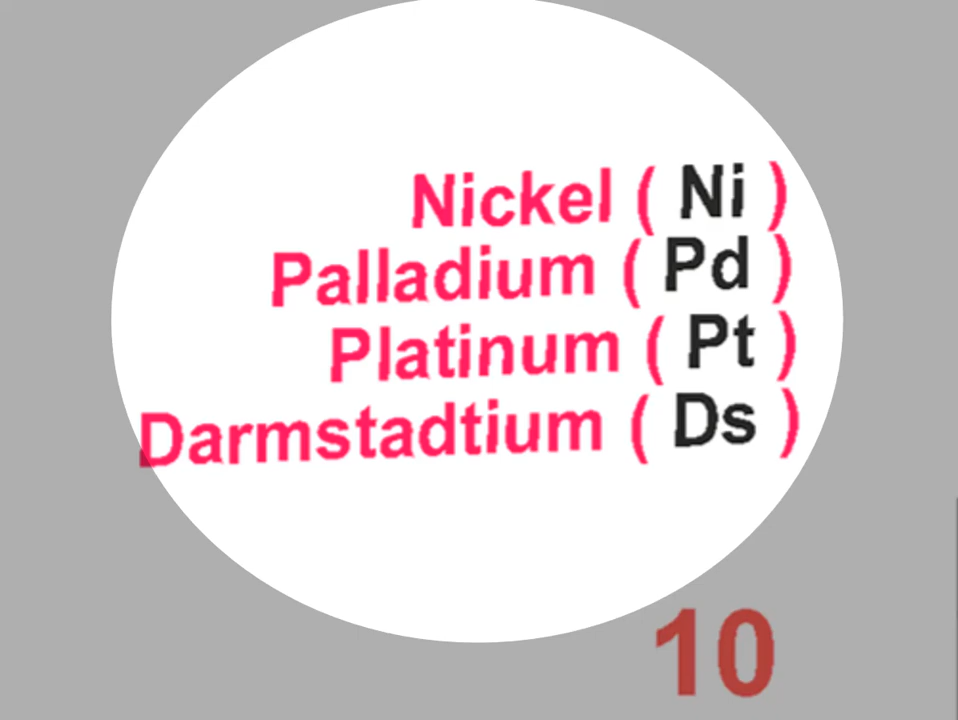 Nickel ( Ni )
Palladium ( Pd )
Platinum ( Pt )
Darmstadtium ( Ds )
10